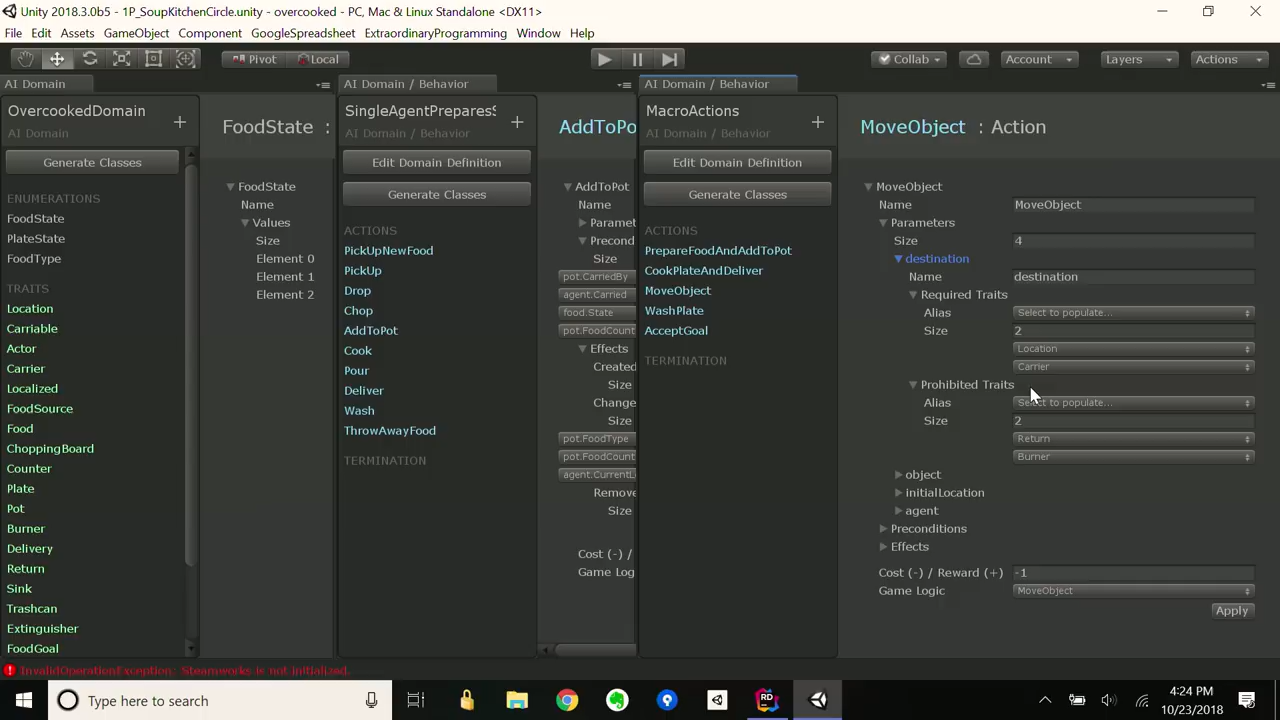 Unity 2018.3.0b5 - 1P_SoupKitchenCircle.unity - overcooked - PC, Mac & Linux Standalone <DX11>
File Edit Assets GameObject Component GoogleSpreadsheet ExtraordinaryProgramming Window Help
Pivot Local Collab Account Layers Actions
AI Domain
OvercookedDomain
AI Domain
Generate Classes
ENUMERATIONS
FoodState
PlateState
FoodType
TRAITS
Location
Carriable
Actor
Carrier
Localized
FoodSource
Food
ChoppingBoard
Counter
Plate
Pot
Burner
Delivery
Return
Sink
Trashcan
Extinguisher
FoodGoal
FoodState :
FoodState
Name
Values
Size
Element 0
Element 1
Element 2
AI Domain / Behavior
SingleAgentPreparesS
AI Domain / Behavior
Edit Domain Definition
Generate Classes
ACTIONS
PickUpNewFood
PickUp
Drop
Chop
AddToPot
Cook
Pour
Deliver
Wash
ThrowAwayFood
TERMINATION
AddToPo
AddToPot
Name
Paramet
Precond
Size
pot.CarriedBy
agent.Carried
food.State
pot.FoodCount
Effects
Created
Size
Change
Size
pot.FoodType
pot.FoodCount
agent.CurrentLo
Remove
Size
Cost (-) /
Game Log
AI Domain / Behavior
MacroActions
AI Domain / Behavior
Edit Domain Definition
Generate Classes
ACTIONS
PrepareFoodAndAddToPot
CookPlateAndDeliver
MoveObject
WashPlate
AcceptGoal
TERMINATION
MoveObject : Action
MoveObject
Name MoveObject
Parameters
Size 4
destination
Name destination
Required Traits
Alias Select to populate...
Size 2
Location
Carrier
Prohibited Traits
Alias Select to populate...
Size 2
Return
Burner
object
initialLocation
agent
Preconditions
Effects
Cost (-) / Reward (+) -1
Game Logic MoveObject
Apply
InvalidOperationException: Steamworks is not initialized.
Type here to search
4:24 PM
10/23/2018